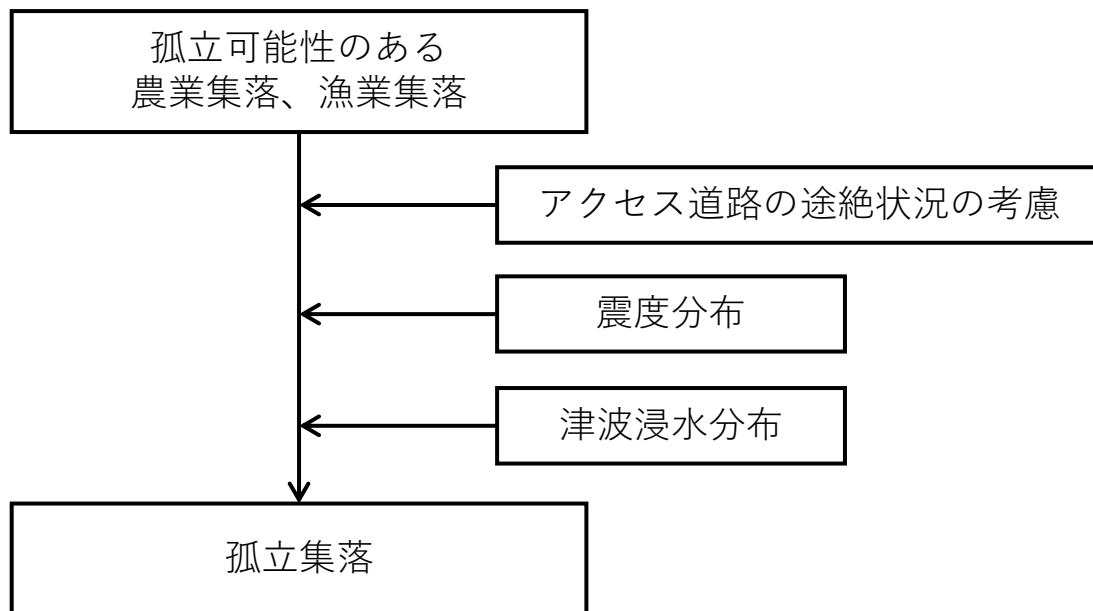 孤立可能性のある
農業集落、漁業集落
アクセス道路の途絶状況の考慮
震度分布
津波浸水分布
孤立集落